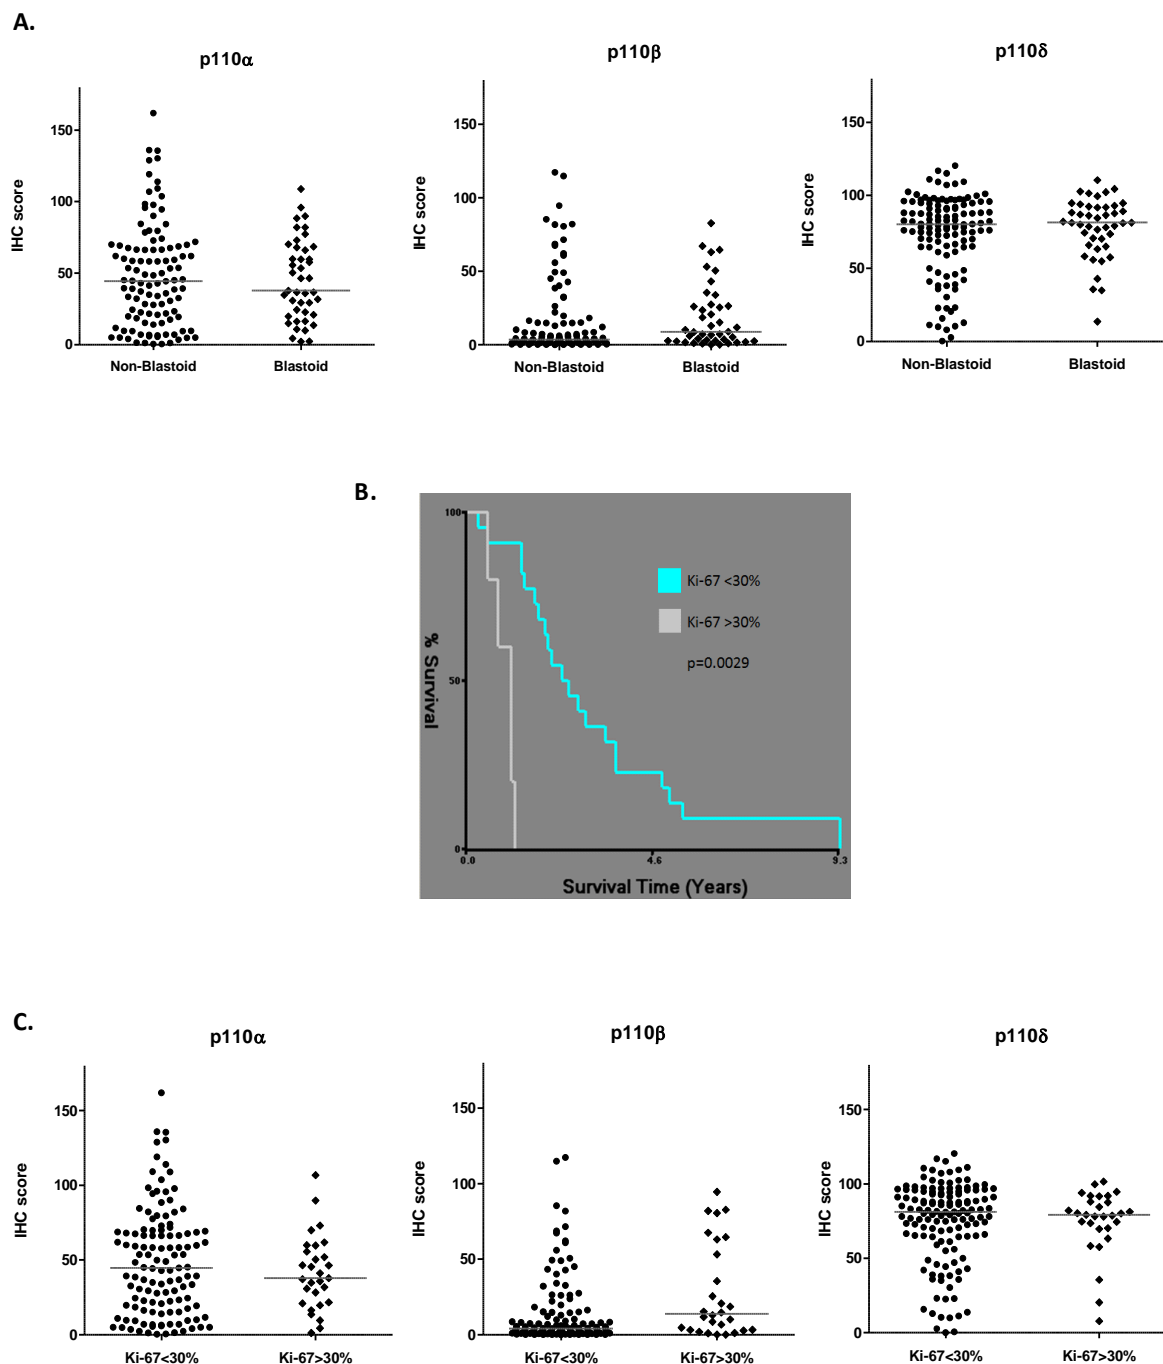 A.
p110α
p110β
p110δ
IHC score
150
100
50
0
Non-Blastoid
Blastoid
IHC score
150
100
50
0
Non-Blastoid
Blastoid
IHC score
150
100
50
0
Non-Blastoid
Blastoid
B.
% Survival
100
50
0
Ki-67 <30%
Ki-67 >30%
p=0.0029
0.0
4.6
9.3
Survival Time (Years)
C.
p110α
p110β
p110δ
IHC score
150
100
50
0
Ki-67<30%
Ki-67>30%
IHC score
150
100
50
0
Ki-67<30%
Ki-67>30%
IHC score
150
100
50
0
Ki-67<30%
Ki-67>30%